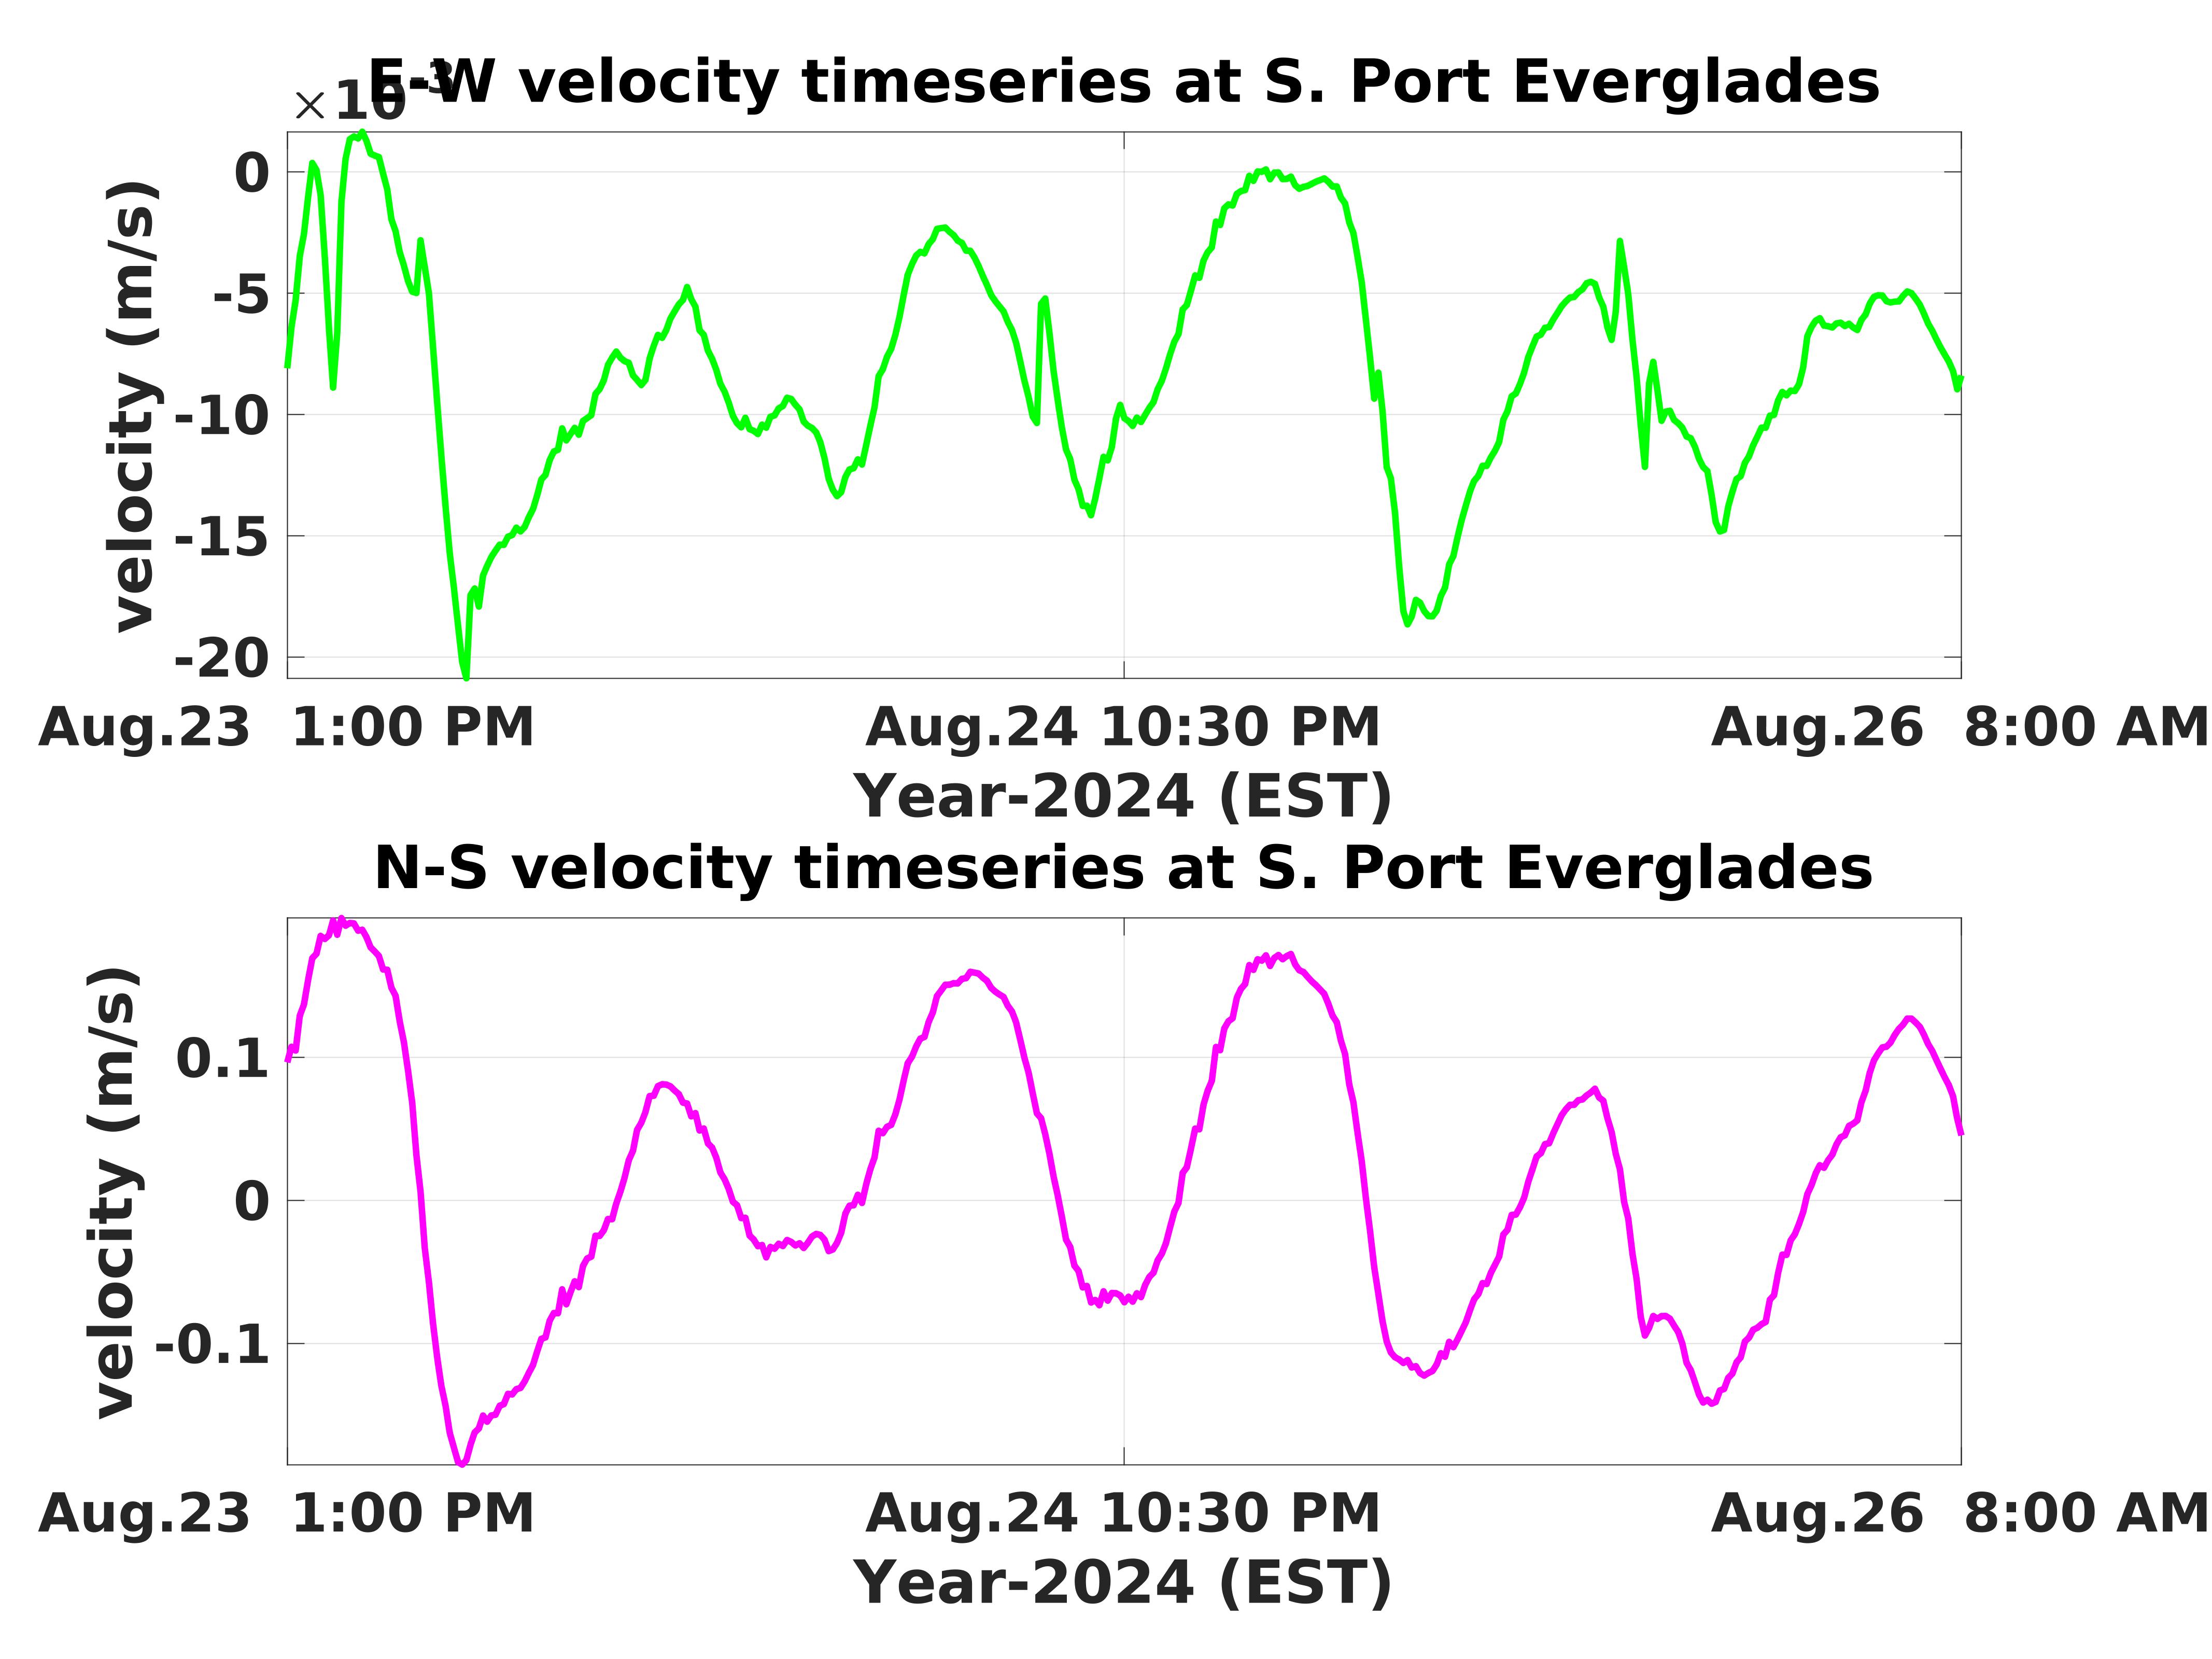 E-W velocity timeseries at S. Port Everglades
×10-3
velocity (m/s)
0
-5
-10
-15
-20
Aug.23 1:00 PM Aug.24 10:30 PM Aug.26 8:00 AM
Year-2024 (EST)
N-S velocity timeseries at S. Port Everglades
velocity (m/s)
0.1
0
-0.1
Aug.23 1:00 PM Aug.24 10:30 PM Aug.26 8:00 AM
Year-2024 (EST)